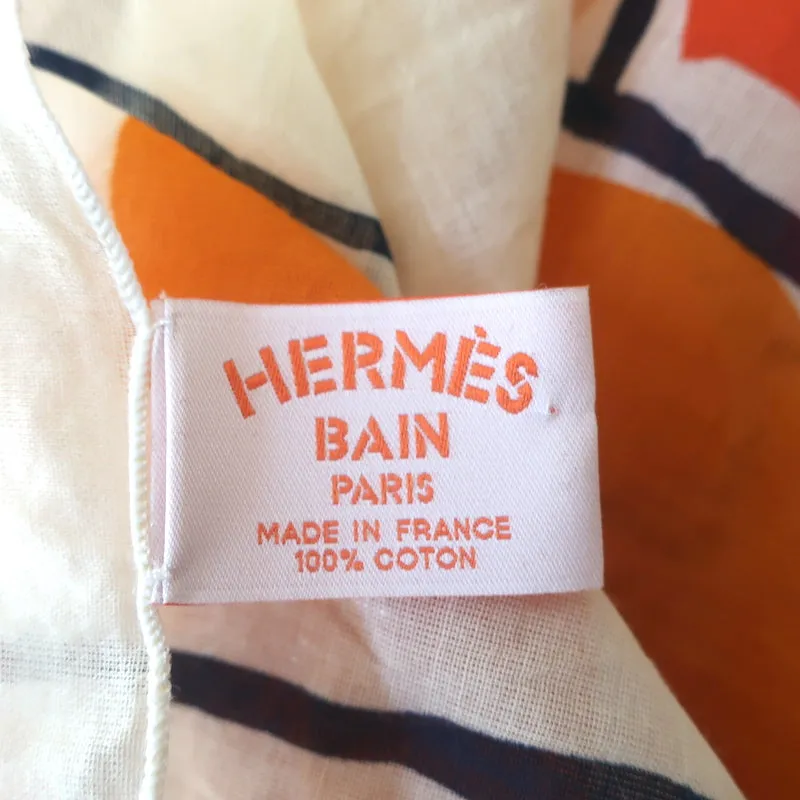 HERMÈS
BAIN
PARIS
MADE IN FRANCE
100% COTON